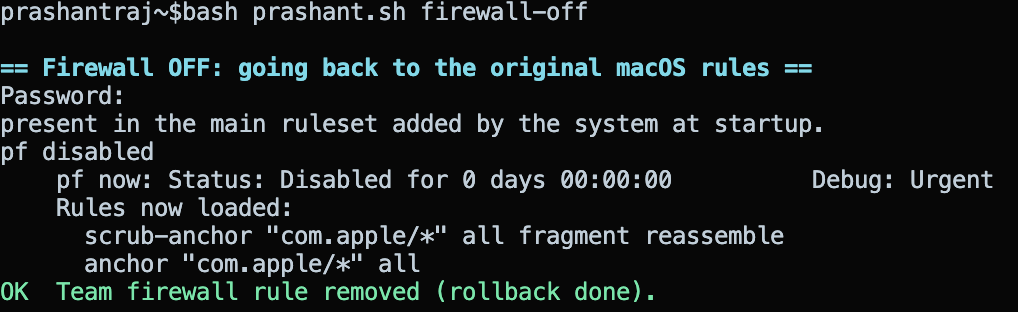 prashantraj~$bash prashant.sh firewall-off
== Firewall OFF: going back to the original macOS rules ==
Password:
present in the main ruleset added by the system at startup.
pf disabled
    pf now: Status: Disabled for 0 days 00:00:00          Debug: Urgent
    Rules now loaded:
      scrub-anchor "com.apple/*" all fragment reassemble
      anchor "com.apple/*" all
OK  Team firewall rule removed (rollback done).